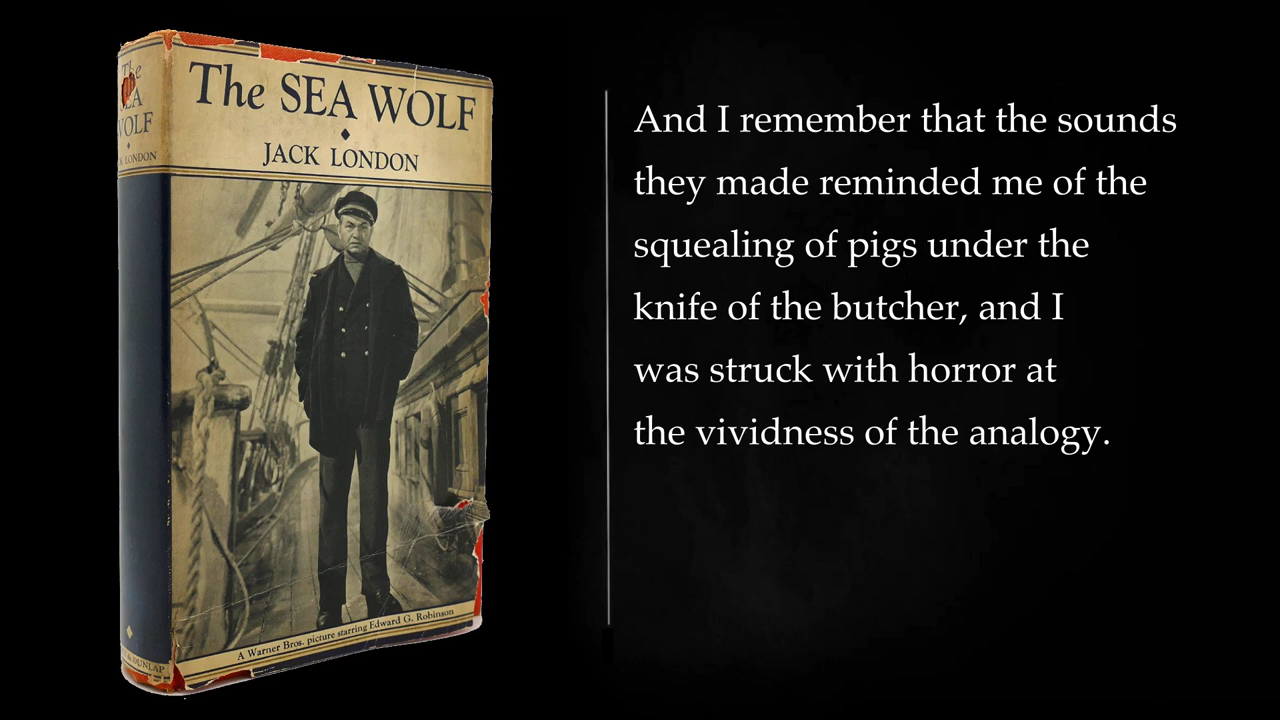 The SEA WOLF
JACK LONDON
A Warner Bros. picture starring Edward G. Robinson
The
SEA
WOLF
LONDON
DUNLAP
And I remember that the sounds
they made reminded me of the
squealing of pigs under the
knife of the butcher, and I
was struck with horror at
the vividness of the analogy.